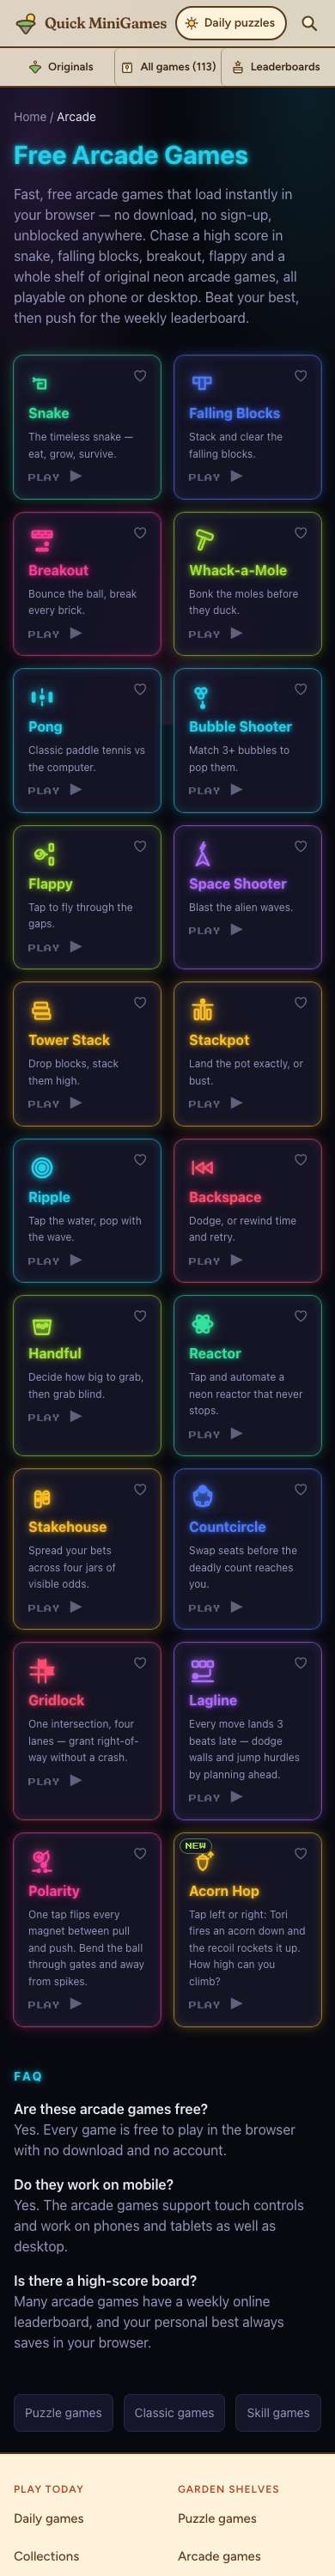 Quick MiniGames
Daily puzzles
Originals
All games (113)
Leaderboards
Home / Arcade
Free Arcade Games
Fast, free arcade games that load instantly in
your browser — no download, no sign-up,
unblocked anywhere. Chase a high score in
snake, falling blocks, breakout, flappy and a
whole shelf of original neon arcade games, all
playable on phone or desktop. Beat your best,
then push for the weekly leaderboard.
Snake
The timeless snake —
eat, grow, survive.
PLAY
Falling Blocks
Stack and clear the
falling blocks.
PLAY
Breakout
Bounce the ball, break
every brick.
PLAY
Whack-a-Mole
Bonk the moles before
they duck.
PLAY
Pong
Classic paddle tennis vs
the computer.
PLAY
Bubble Shooter
Match 3+ bubbles to
pop them.
PLAY
Flappy
Tap to fly through the
gaps.
PLAY
Space Shooter
Blast the alien waves.
PLAY
Tower Stack
Drop blocks, stack
them high.
PLAY
Stackpot
Land the pot exactly, or
bust.
PLAY
Ripple
Tap the water, pop with
the wave.
PLAY
Backspace
Dodge, or rewind time
and retry.
PLAY
Handful
Decide how big to grab,
then grab blind.
PLAY
Reactor
Tap and automate a
neon reactor that never
stops.
PLAY
Stakehouse
Spread your bets
across four jars of
visible odds.
PLAY
Countcircle
Swap seats before the
deadly count reaches
you.
PLAY
Gridlock
One intersection, four
lanes — grant right-of-
way without a crash.
PLAY
Lagline
Every move lands 3
beats late — dodge
walls and jump hurdles
by planning ahead.
PLAY
Polarity
One tap flips every
magnet between pull
and push. Bend the ball
through gates and away
from spikes.
PLAY
NEW
Acorn Hop
Tap left or right: Tori
fires an acorn down and
the recoil rockets it up.
How high can you
climb?
PLAY
FAQ
Are these arcade games free?
Yes. Every game is free to play in the browser
with no download and no account.
Do they work on mobile?
Yes. The arcade games support touch controls
and work on phones and tablets as well as
desktop.
Is there a high-score board?
Many arcade games have a weekly online
leaderboard, and your personal best always
saves in your browser.
Puzzle games
Classic games
Skill games
PLAY TODAY
Daily games
Collections
GARDEN SHELVES
Puzzle games
Arcade games